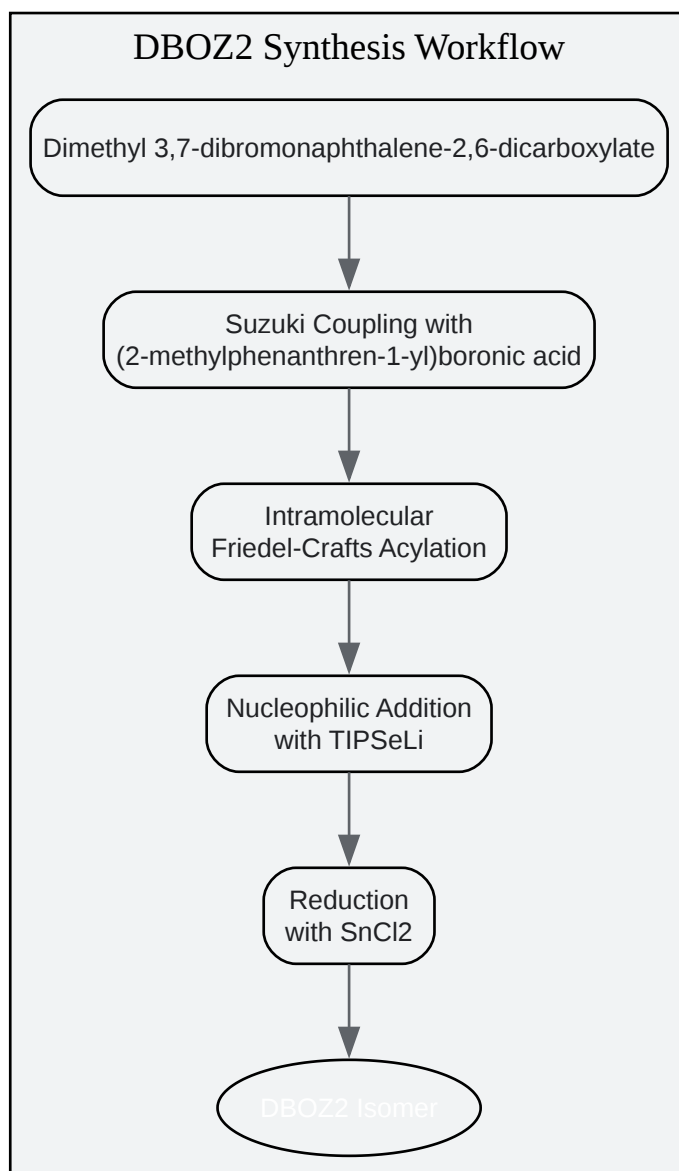 DBOZ2 Synthesis Workflow
Dimethyl 3,7-dibromonaphthalene-2,6-dicarboxylate
Suzuki Coupling with
(2-methylphenanthren-1-yl)boronic acid
Intramolecular
Friedel-Crafts Acylation
Nucleophilic Addition
with TIPSeLi
Reduction
with SnCl2
DBOZ2 Isomer